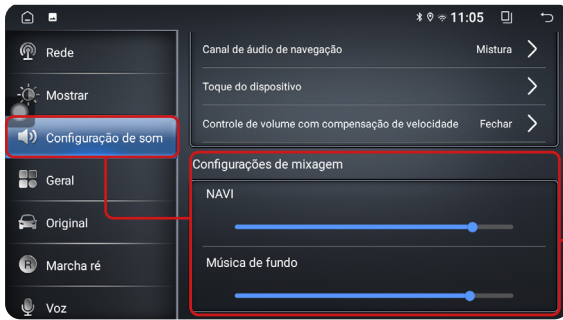 11:05
Rede
Mostrar
Configuração de som
Geral
Original
R Marcha ré
Voz
Canal de áudio de navegação Mistura
Toque do dispositivo
Controle de volume com compensação de velocidade Fechar
Configurações de mixagem
NAVI
Música de fundo